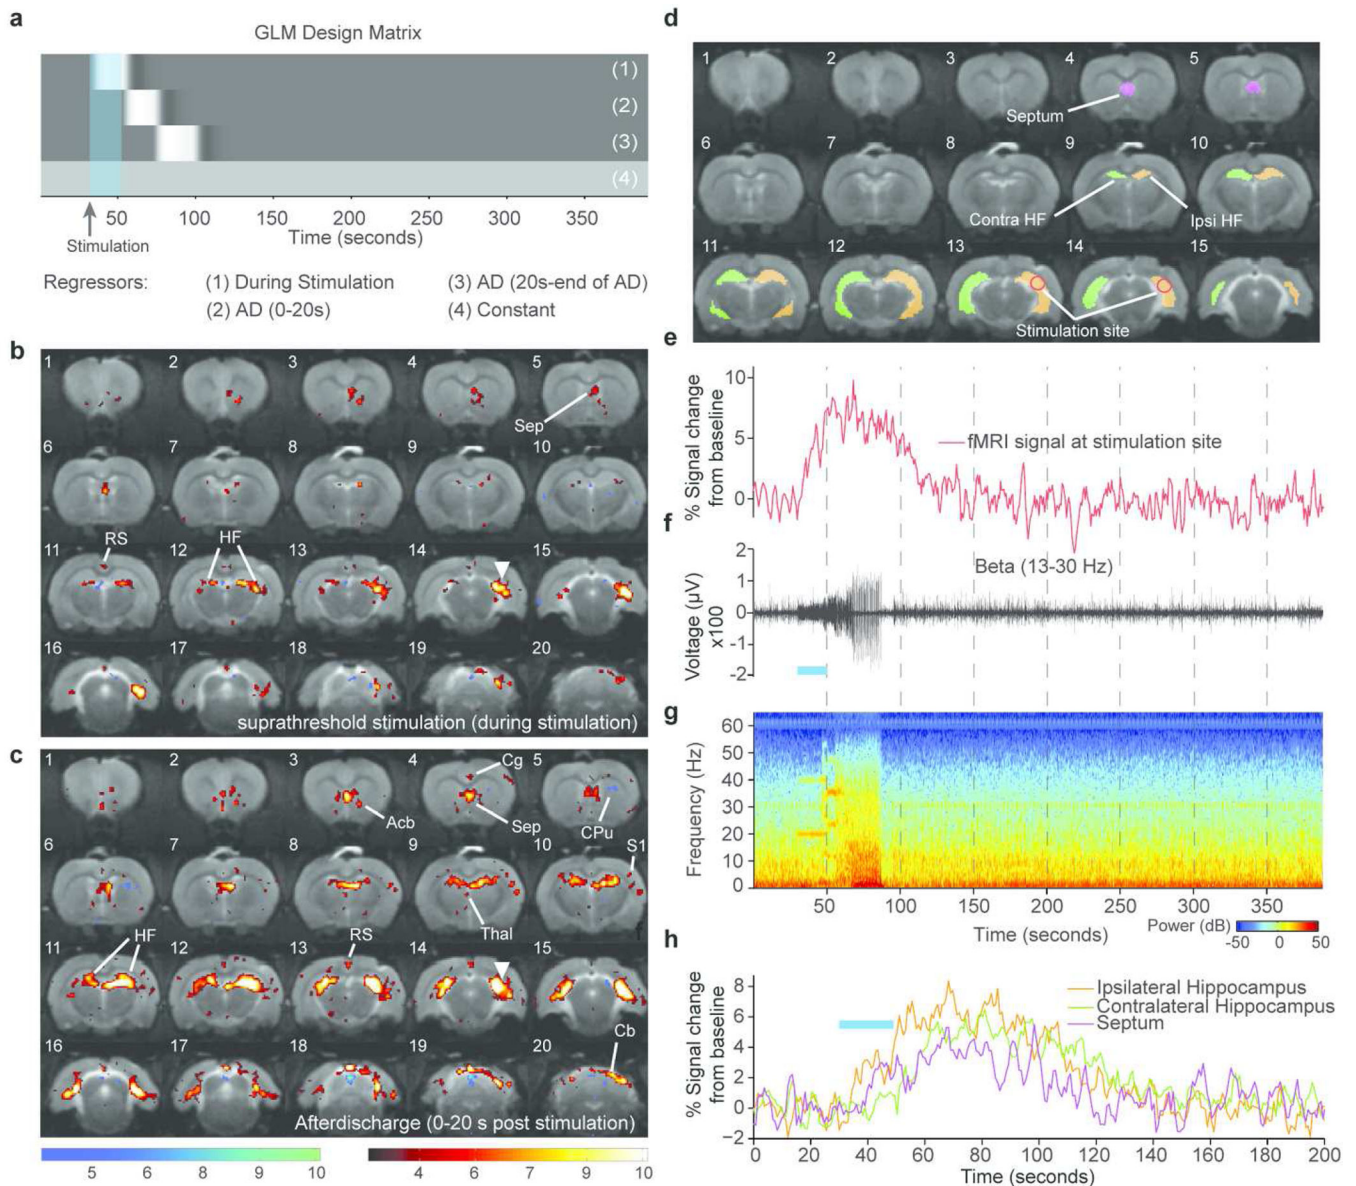 a
GLM Design Matrix
(1)
(2)
(3)
(4)
50 100 150 200 250 300 350
Time (seconds)
Stimulation
Regressors: (1) During Stimulation (3) AD (20s-end of AD)
(2) AD (0-20s) (4) Constant
b
1 2 3 4 5
Sep
6 7 8 9 10
RS HF
11 12 13 14 15
16 17 18 19 20
suprathreshold stimulation (during stimulation)
c
1 2 3 4 Cg 5
Acb Sep CPu
6 7 8 9 10 S1
Thal
HF RS
11 12 13 14 15
Cb
16 17 18 19 20
Afterdischarge (0-20 s post stimulation)
5 6 7 8 9 10
4 5 6 7 8 9 10
d
1 2 3 4 5
Septum
6 7 8 9 10
Contra HF Ipsi HF
11 12 13 14 15
Stimulation site
e
% Signal change
from baseline
10
5
0
fMRI signal at stimulation site
f
Voltage (µV)
x100
2
1
0
-1
-2
Beta (13-30 Hz)
g
Frequency (Hz)
60
50
40
30
20
10
0
50 100 150 200 250 300 350
Time (seconds)
Power (dB)
-50 0 50
h
% Signal change
from baseline
8
6
4
2
0
−2
Ipsilateral Hippocampus
Contralateral Hippocampus
Septum
0 20 40 60 80 100 120 140 160 180 200
Time (seconds)